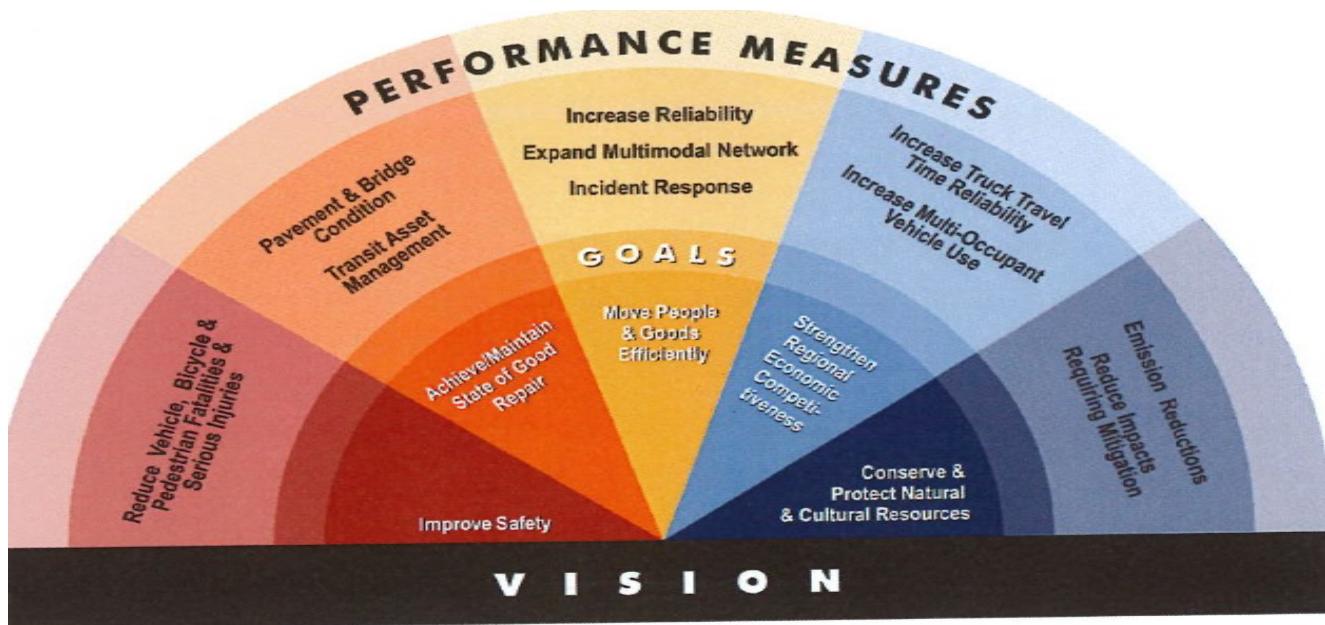 PERFORMANCE MEASURES
Reduce Vehicle, Bicycle &
Pedestrian Fatalities &
Serious Injuries
Pavement & Bridge
Condition
Transit Asset
Management
Increase Reliability
Expand Multimodal Network
Incident Response
Increase Truck Travel
Time Reliability
Increase Multi-Occupant
Vehicle Use
Emission Reductions
Reduce Impacts
Requiring Mitigation
GOALS
Improve Safety
Achieve/Maintain
State of Good
Repair
Move People
& Goods
Efficiently
Strengthen
Regional
Economic
Competi-
tiveness
Conserve &
Protect Natural
& Cultural Resources
VISION